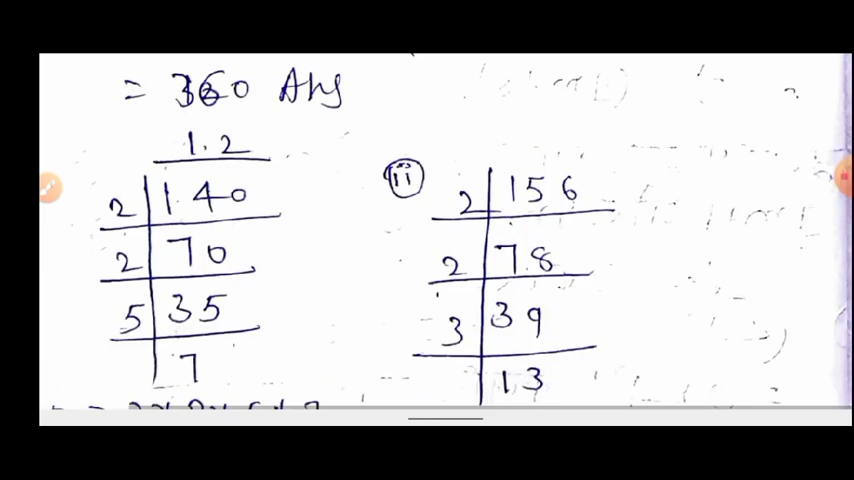 = 360 Ans
1.2
2 | 140
2 | 70
5 | 35
7
ii
2 | 156
2 | 78
3 | 39
13